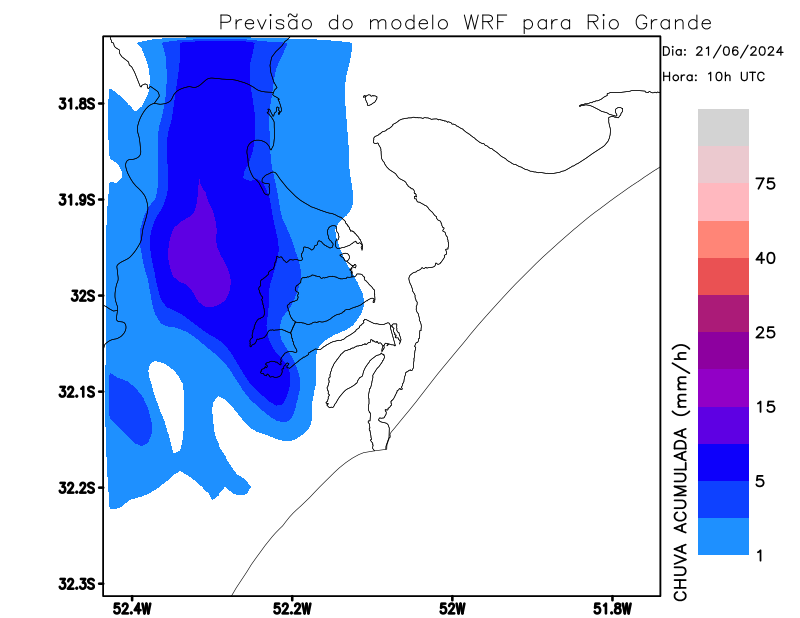 Previsão do modelo WRF para Rio Grande
Dia: 21/06/2024
Hora: 10h UTC
31.8S
31.9S
32S
32.1S
32.2S
32.3S
52.4W
52.2W
52W
51.8W
75
40
25
15
5
1
CHUVA ACUMULADA (mm/h)